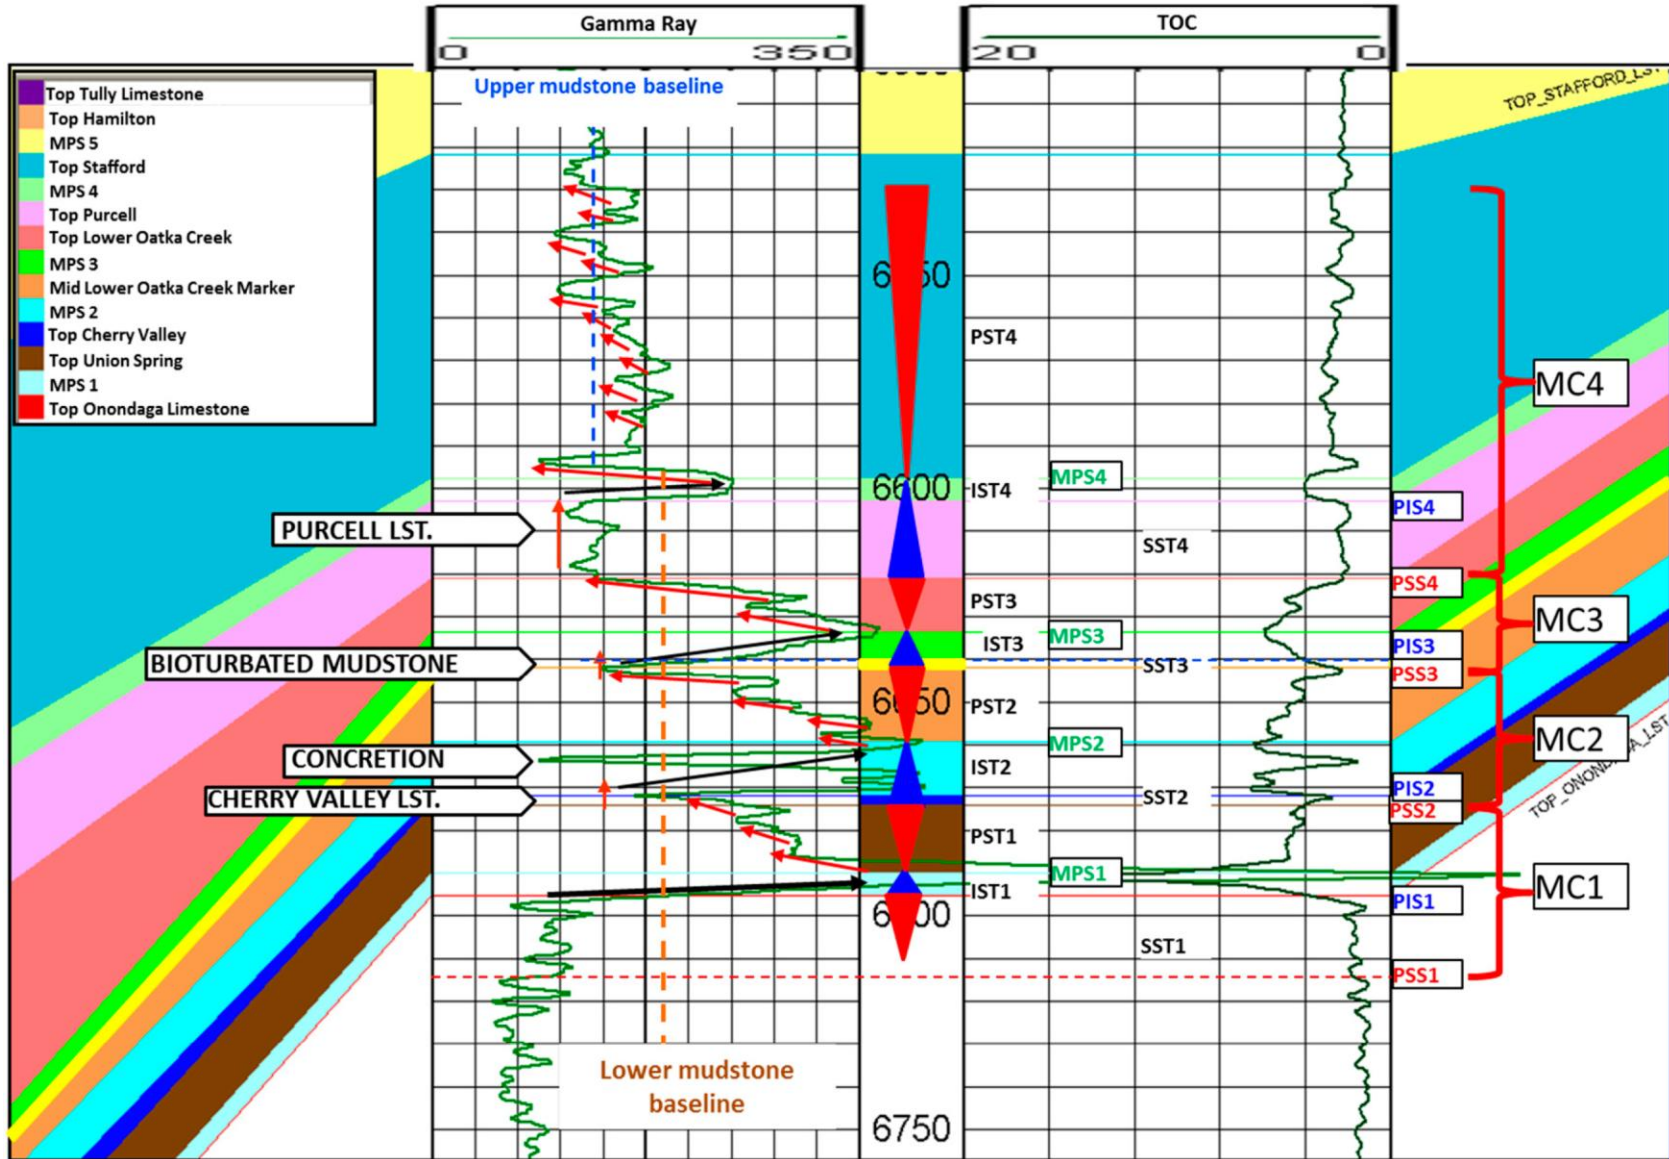 Gamma Ray
0 350
TOC
20 0
Top Tully Limestone
Top Hamilton
MPS 5
Top Stafford
MPS 4
Top Purcell
Top Lower Oatka Creek
MPS 3
Mid Lower Oatka Creek Marker
MPS 2
Top Cherry Valley
Top Union Spring
MPS 1
Top Onondaga Limestone
Upper mudstone baseline
TOP_STAFFORD_LST
PST4
MC4
MPS4
6600
IST4
PIS4
PURCELL LST.
SST4
PSS4
PST3
MC3
MPS3
IST3
PIS3
BIOTURBATED MUDSTONE
SST3
PSS3
PST2
MC2
MPS2
CONCRETION
IST2
PIS2
CHERRY VALLEY LST.
SST2
PSS2
PST1
MPS1
IST1
MC1
PIS1
SST1
PSS1
Lower mudstone
baseline
6750